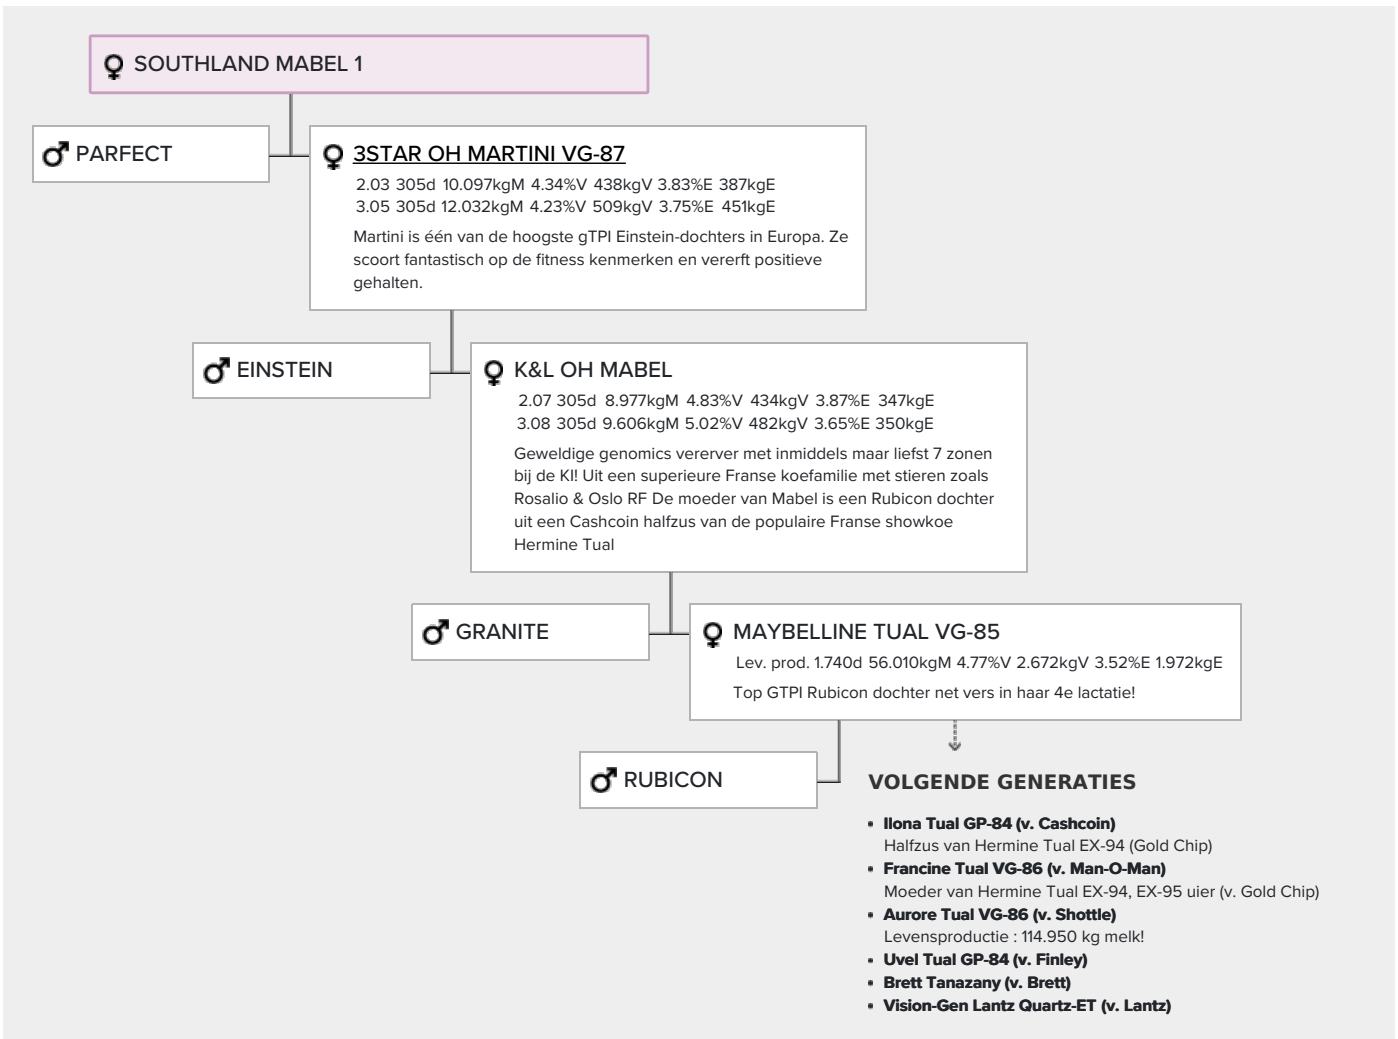 SOUTHLAND MABEL 1
PARFECT
3STAR OH MARTINI VG-87
2.03 305d 10.097kgM 4.34%V 438kgV 3.83%E 387kgE
3.05 305d 12.032kgM 4.23%V 509kgV 3.75%E 451kgE
Martini is één van de hoogste gTPI Einstein-dochters in Europa. Ze
scoort fantastisch op de fitness kenmerken en vererft positieve
gehalten.
EINSTEIN
K&L OH MABEL
2.07 305d 8.977kgM 4.83%V 434kgV 3.87%E 347kgE
3.08 305d 9.606kgM 5.02%V 482kgV 3.65%E 350kgE
Geweldige genomics vererver met inmiddels maar liefst 7 zonen
bij de KI! Uit een superieure Franse koefamilie met stieren zoals
Rosalio & Oslo RF De moeder van Mabel is een Rubicon dochter
uit een Cashcoin halfzus van de populaire Franse showkoe
Hermine Tual
GRANITE
MAYBELLINE TUAL VG-85
Lev. prod. 1.740d 56.010kgM 4.77%V 2.672kgV 3.52%E 1.972kgE
Top GTPI Rubicon dochter net vers in haar 4e lactatie!
RUBICON
VOLGENDE GENERATIES
• Ilona Tual GP-84 (v. Cashcoin)
Halfzus van Hermine Tual EX-94 (Gold Chip)
• Francine Tual VG-86 (v. Man-O-Man)
Moeder van Hermine Tual EX-94, EX-95 uier (v. Gold Chip)
• Aurore Tual VG-86 (v. Shottle)
Levensproductie : 114.950 kg melk!
• Uvel Tual GP-84 (v. Finley)
• Brett Tanazany (v. Brett)
• Vision-Gen Lantz Quartz-ET (v. Lantz)